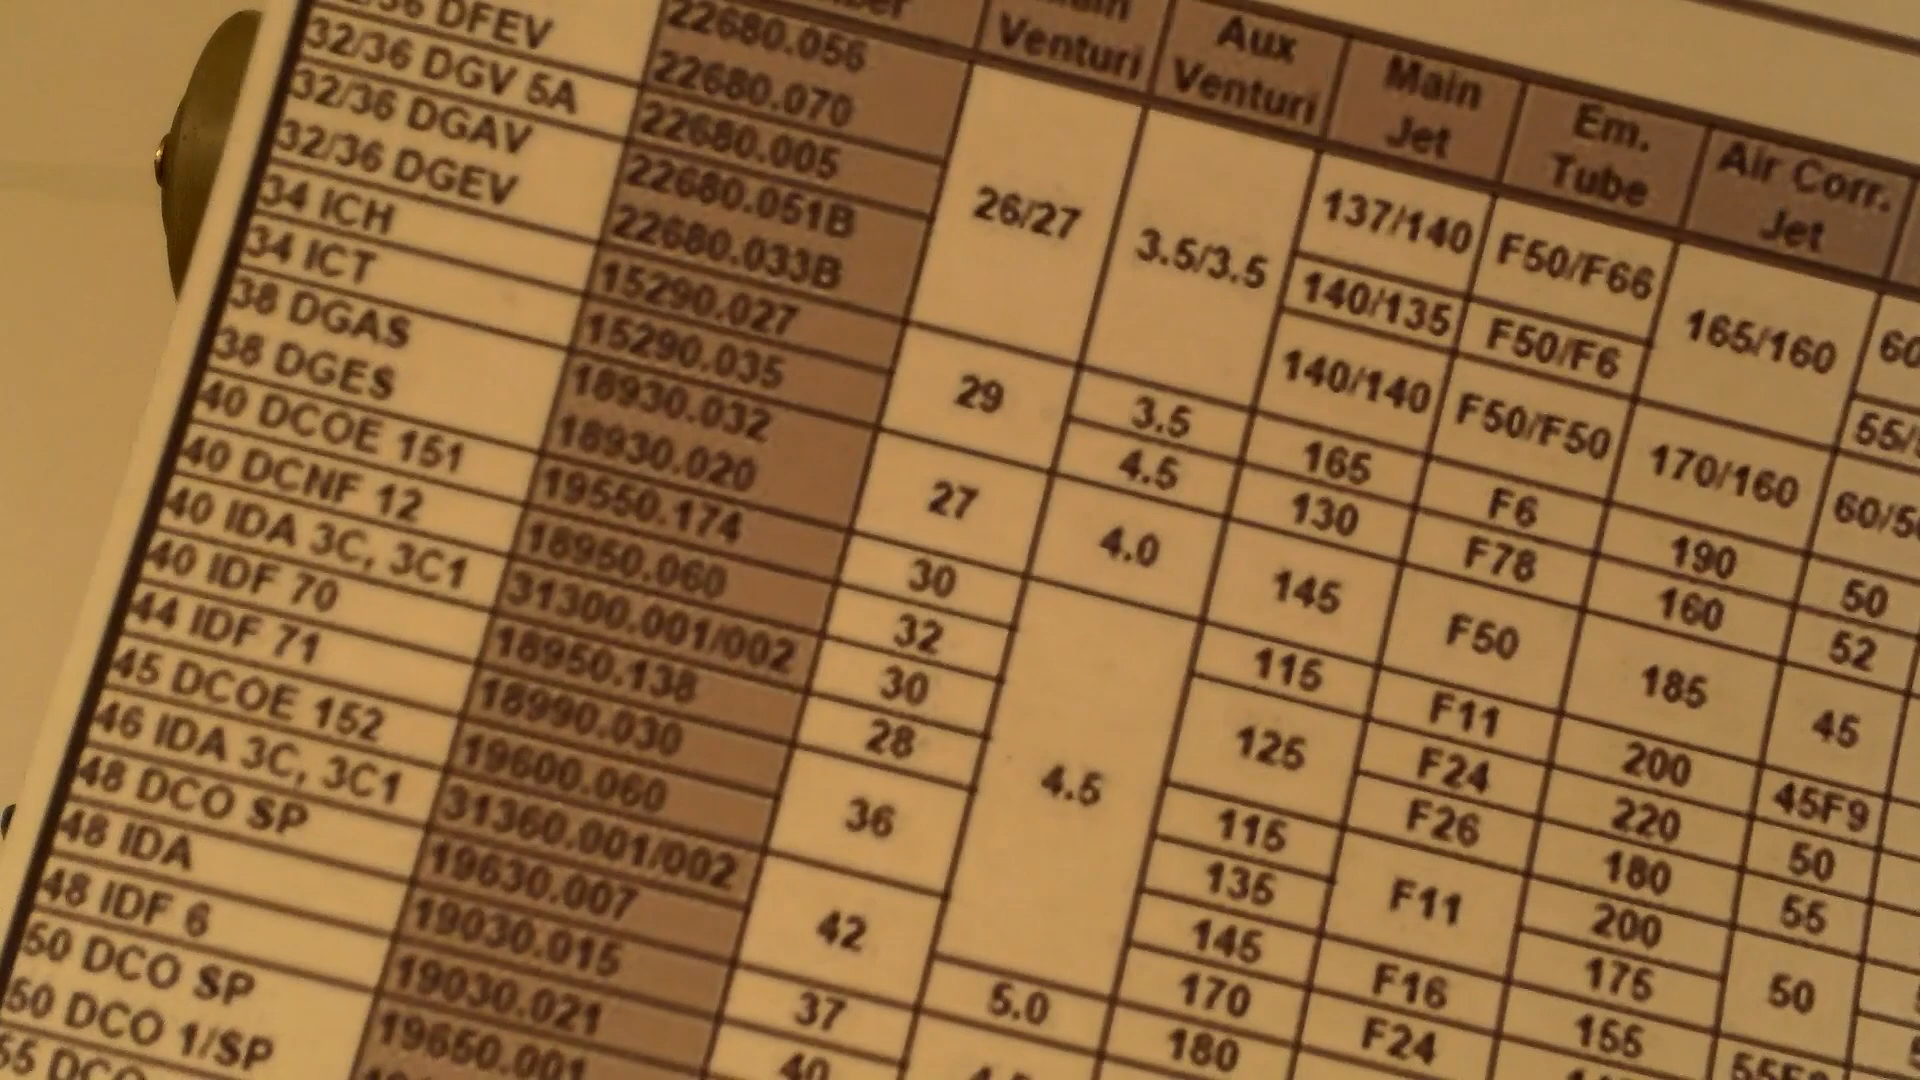 Venturi Aux Venturi Main Jet Em. Tube Air Corr. Jet
22680.056 26/27 3.5/3.5 137/140 F50/F66 165/160
DFEV 22680.070
32/36 DGV 5A 22680.005 140/135 F50/F6
32/36 DGAV 22680.051B 140/140 F50/F50 170/160
32/36 DGEV 22680.033B
34 ICH 15290.027 29 3.5 165 F6 190 50
34 ICT 15290.035 4.5 130 F78 160 52
38 DGAS 18930.032 27 4.0 145 F50 185 45
38 DGES 18930.020
40 DCOE 151 19550.174 30 4.5 115 F11 200 45F9
40 DCNF 12 18950.060 32 125 F24 220 50
40 IDA 3C, 3C1 31300.001/002 30 F26 180 55
40 IDF 70 18950.138 28 115 F11 200 50
44 IDF 71 18990.030 36 135 175
45 DCOE 152 19600.060 145 F16 155
46 IDA 3C, 3C1 31360.001/002 42 170 F24
48 DCO SP 19630.007 5.0 180
48 IDA 19030.015 37
48 IDF 6 19030.021 40
50 DCO SP 19650.001
50 DCO 1/SP
55 DCO